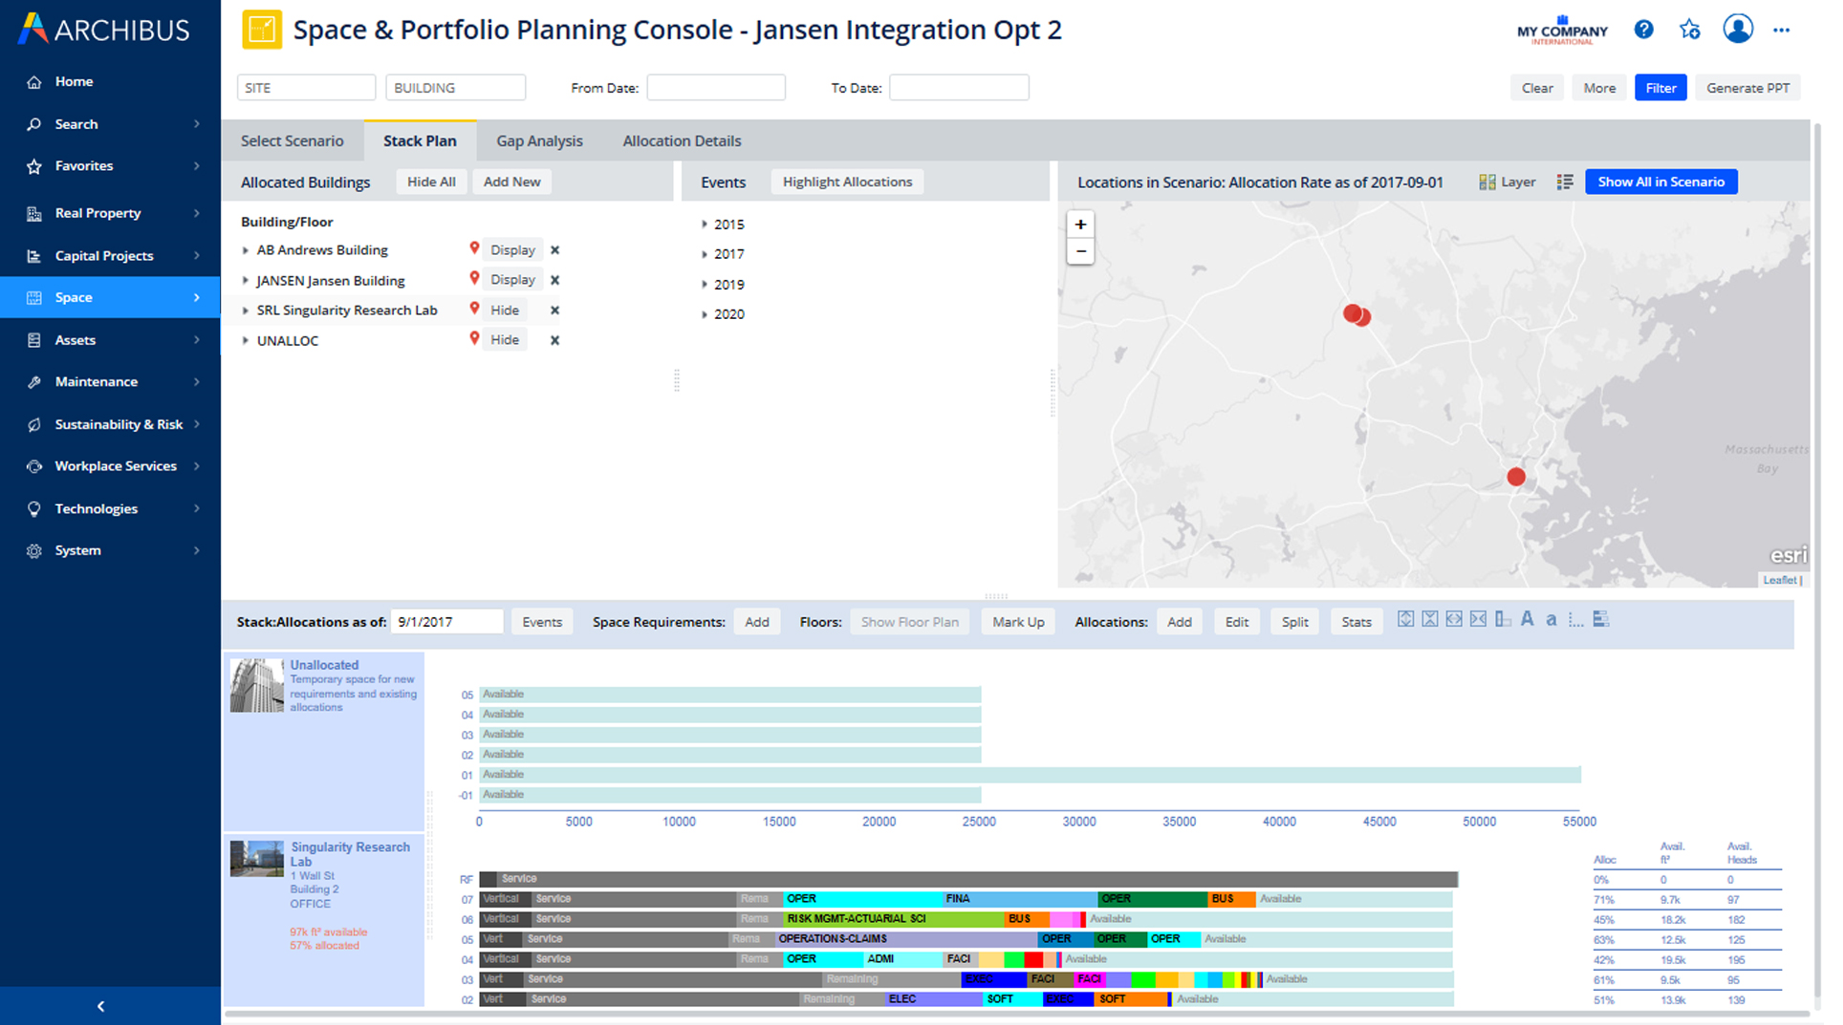 ARCHIBUS
Space & Portfolio Planning Console - Jansen Integration Opt 2
MY COMPANY
INTERNATIONAL
?
SITE
BUILDING
From Date:
To Date:
Clear
More
Filter
Generate PPT
Home
Search
Favorites
Real Property
Capital Projects
Space
Assets
Maintenance
Sustainability & Risk
Workplace Services
Technologies
System
Select Scenario
Stack Plan
Gap Analysis
Allocation Details
Allocated Buildings
Hide All
Add New
Building/Floor
AB Andrews Building
Display
JANSEN Jansen Building
Display
SRL Singularity Research Lab
Hide
UNALLOC
Hide
Events
Highlight Allocations
2015
2017
2019
2020
Locations in Scenario: Allocation Rate as of 2017-09-01
Layer
Show All in Scenario
+
−
Massachusetts
Bay
esri
Leaflet |
Stack:Allocations as of:
9/1/2017
Events
Space Requirements:
Add
Floors:
Show Floor Plan
Mark Up
Allocations:
Add
Edit
Split
Stats
A
a
Unallocated
Temporary space for new
requirements and existing
allocations
05 Available
04 Available
03 Available
02 Available
01 Available
-01 Available
0 5000 10000 15000 20000 25000 30000 35000 40000 45000 50000 55000
Singularity Research
Lab
1 Wall St
Building 2
OFFICE
97k ft² available
57% allocated
Alloc Avail. ft² Avail. Heads
RF Service 0% 0 0
07 Vertical Service Rema OPER FINA OPER BUS Available 71% 9.7k 97
06 Vertical Service Rema RISK MGMT-ACTUARIAL SCI BUS Available 45% 18.2k 182
05 Vert Service Rema OPERATIONS-CLAIMS OPER OPER OPER Available 63% 12.5k 125
04 Vertical Service Rema OPER ADMI FACI Available 42% 19.5k 195
03 Vert Service Remaining EXEC FACI FACI Available 61% 9.5k 95
02 Vert Service Remaining ELEC SOFT EXEC SOFT Available 51% 13.9k 139